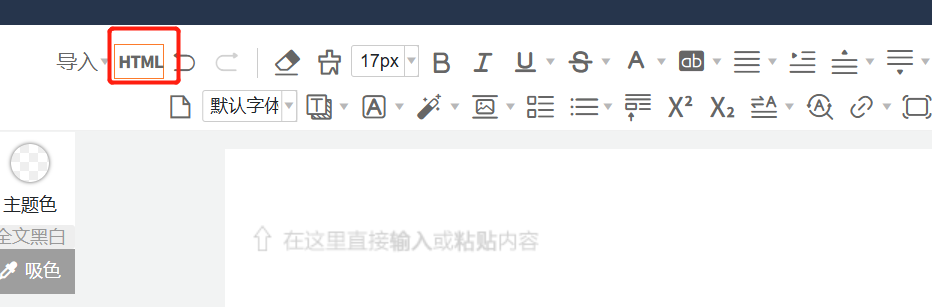 导入 HTML 17px B I U S A ab
默认字体 T A X² X₂ A A
主题色
全文黑白
吸色
在这里直接输入或粘贴内容